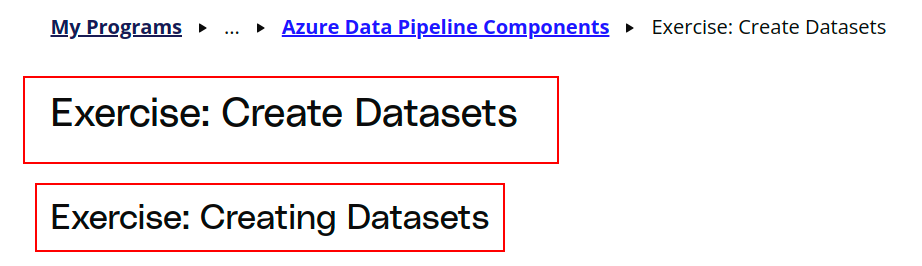 My Programs ▶ ... ▶ Azure Data Pipeline Components ▶ Exercise: Create Datasets
Exercise: Create Datasets
Exercise: Creating Datasets